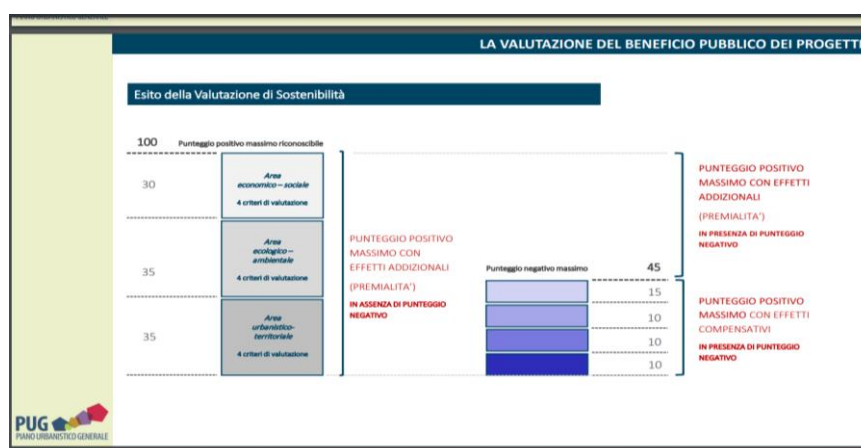 LA VALUTAZIONE DEL BENEFICIO PUBBLICO DEI PROGETTI
Esito della Valutazione di Sostenibilità
100 Punteggio positivo massimo riconoscibile
30
Area
economico – sociale
4 criteri di valutazione
35
Area
ecologico –
ambientale
4 criteri di valutazione
35
Area
urbanistico-
territoriale
4 criteri di valutazione
PUNTEGGIO POSITIVO
MASSIMO CON
EFFETTI ADDIZIONALI
(PREMIALITA')
IN ASSENZA DI PUNTEGGIO
NEGATIVO
Punteggio negativo massimo 45
15
10
10
10
PUNTEGGIO POSITIVO
MASSIMO CON EFFETTI
ADDIZIONALI
(PREMIALITA')
IN PRESENZA DI PUNTEGGIO
NEGATIVO
PUNTEGGIO POSITIVO
MASSIMO CON EFFETTI
COMPENSATIVI
IN PRESENZA DI PUNTEGGIO
NEGATIVO
PUG
PIANO URBANISTICO GENERALE